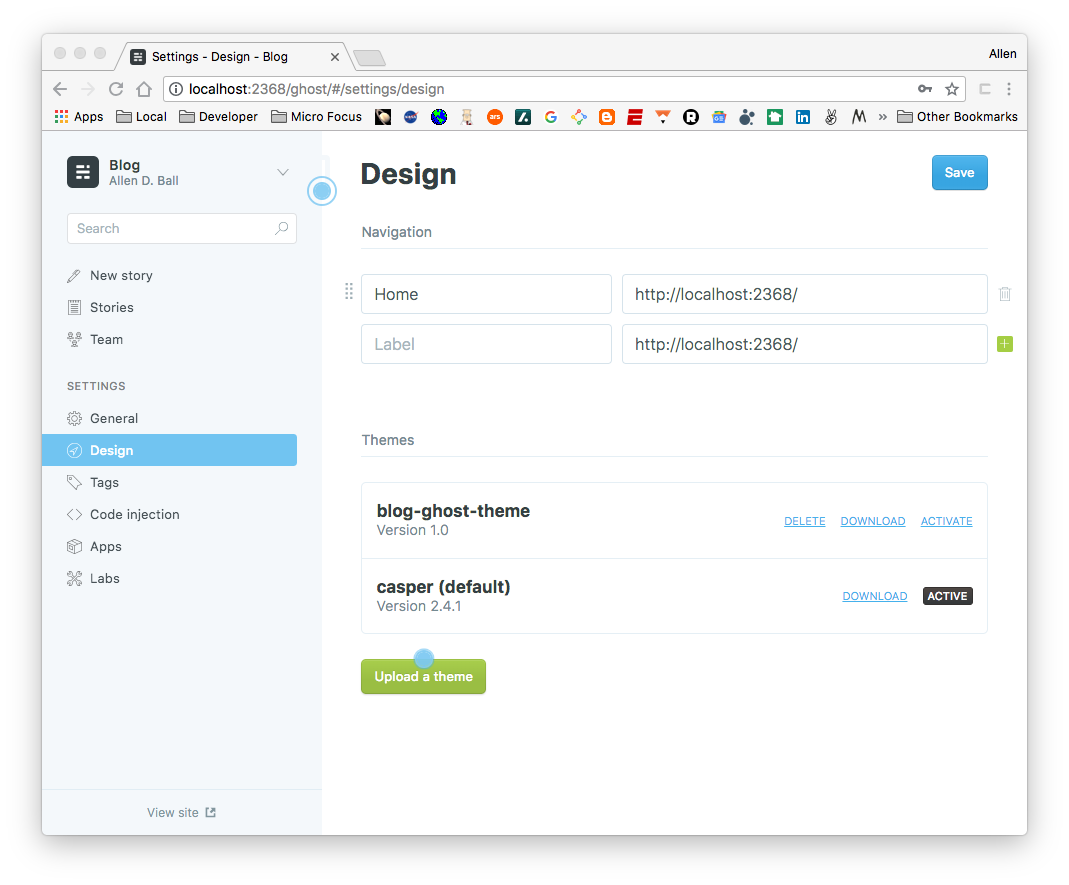 Settings - Design - Blog
Allen
localhost:2368/ghost/#/settings/design
Apps Local Developer Micro Focus ars G Other Bookmarks
Blog
Allen D. Ball
Design
Save
Search
Navigation
New story
Stories
Team
Home http://localhost:2368/
Label http://localhost:2368/
SETTINGS
General
Design
Tags
Code injection
Apps
Labs
Themes
blog-ghost-theme
Version 1.0
DELETE DOWNLOAD ACTIVATE
casper (default)
Version 2.4.1
DOWNLOAD ACTIVE
Upload a theme
View site